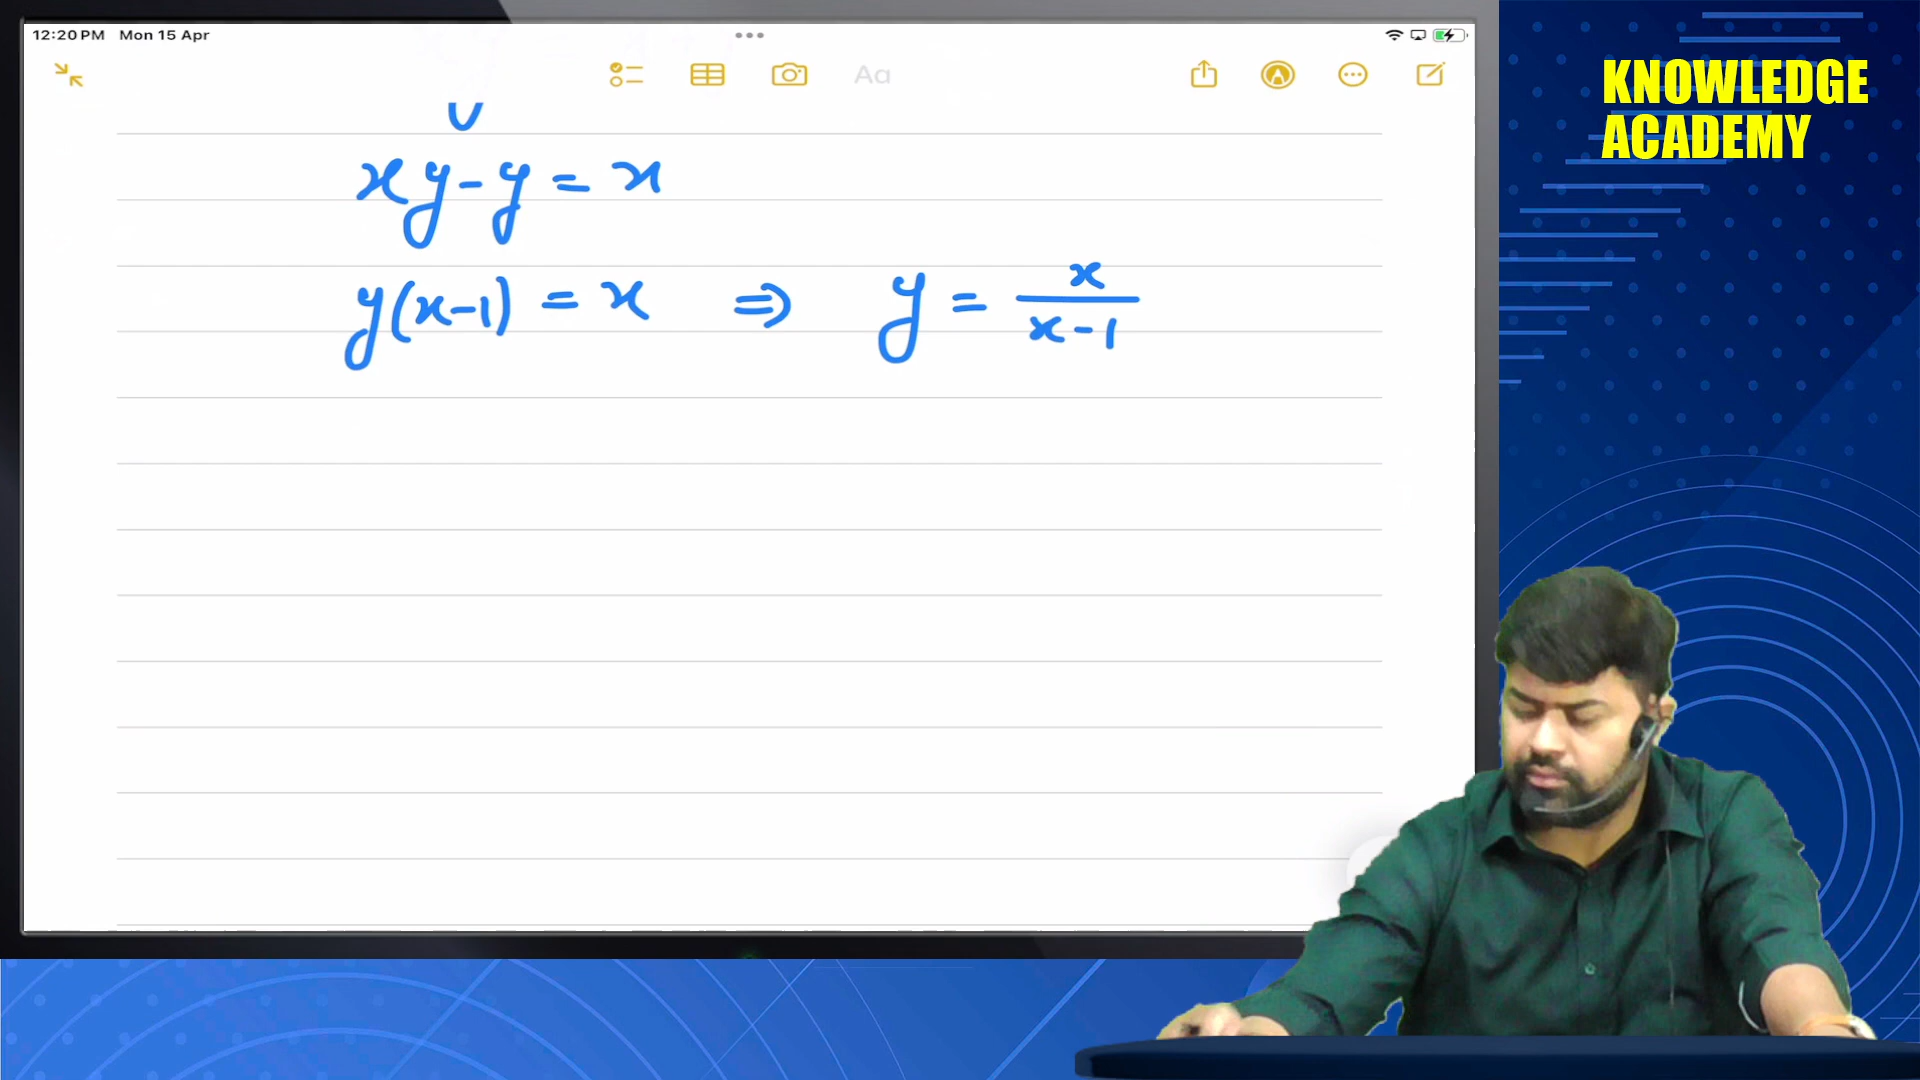 12:20 PM Mon 15 Apr
Aa
KNOWLEDGE
ACADEMY
xy - y = x
y(x-1) = x ⇒ y = x/(x-1)